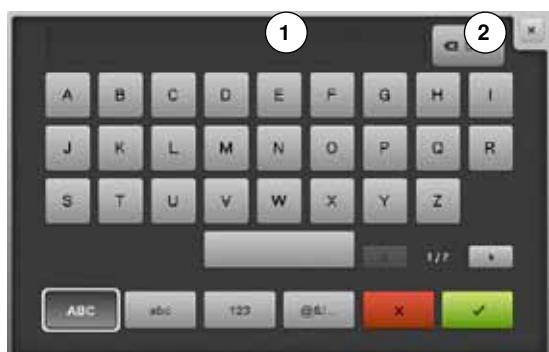 1 2 ×
A B C D E F G H I
J K L M N O P Q R
S T U V W X Y Z
1/7
ABC abc 123 @&!... X ✓